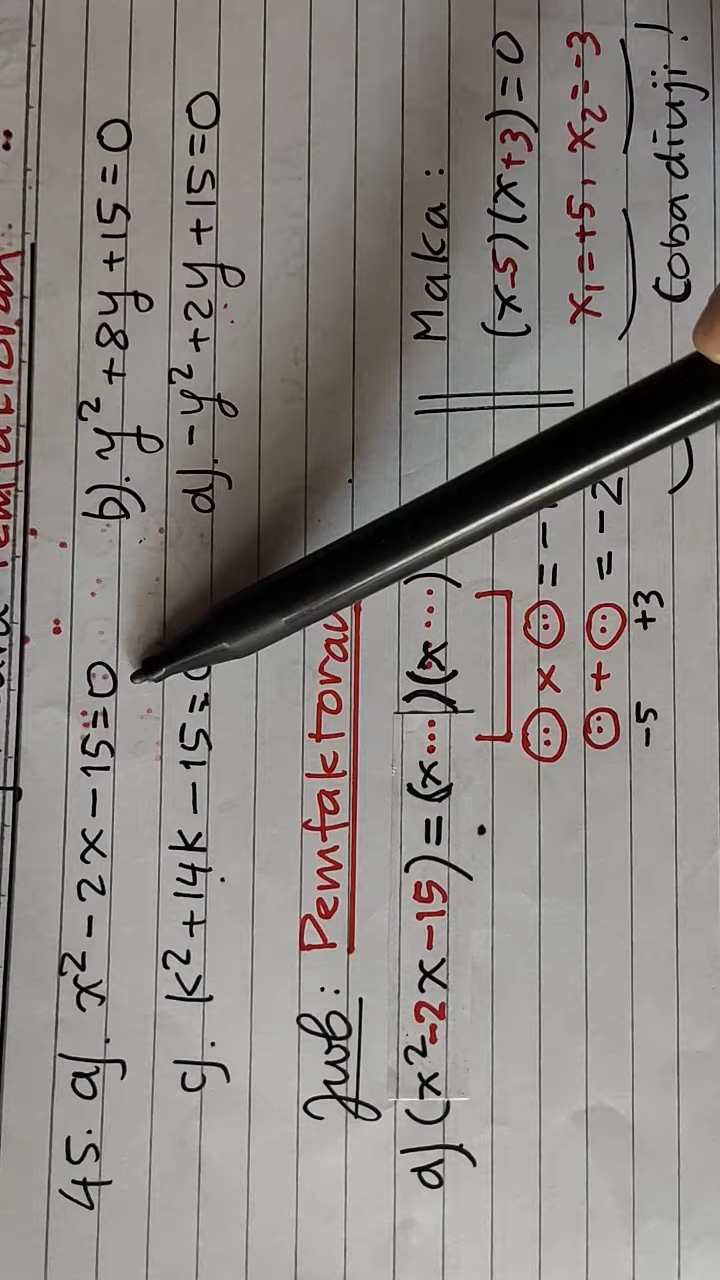 45. a). x² - 2x - 15 = 0 b). y² + 8y + 15 = 0
c). k² + 14k - 15 = 0 d). -y² + 2y + 15 = 0
Jwb: Pemfaktoran
a) (x² - 2x - 15) = (x...)(x...)
x = -
+ = -2
-5 +3
Maka :
(x-5)(x+3) = 0
x₁ = +5, x₂ = -3
Coba diuji!